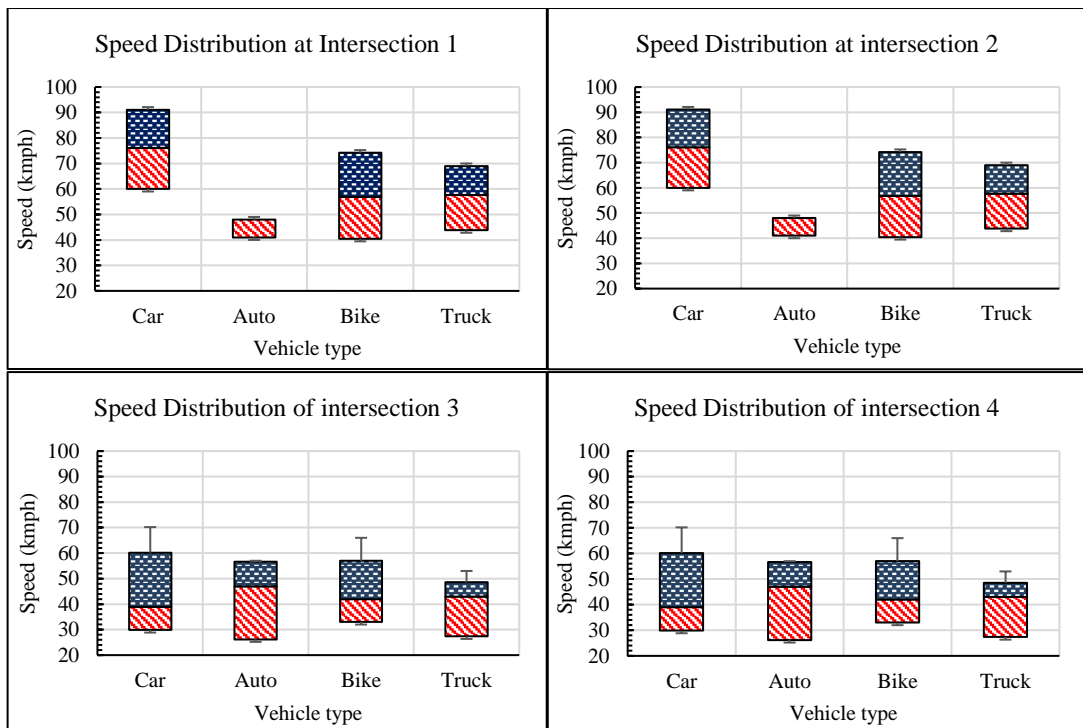 Speed Distribution at Intersection 1
100
90
80
70
60
50
40
30
20
Speed (kmph)
Car Auto Bike Truck
Vehicle type
Speed Distribution at intersection 2
100
90
80
70
60
50
40
30
20
Speed (kmph)
Car Auto Bike Truck
Vehicle type
Speed Distribution of intersection 3
100
90
80
70
60
50
40
30
20
Speed (kmph)
Car Auto Bike Truck
Vehicle type
Speed Distribution of intersection 4
100
90
80
70
60
50
40
30
20
Speed (kmph)
Car Auto Bike Truck
Vehicle type